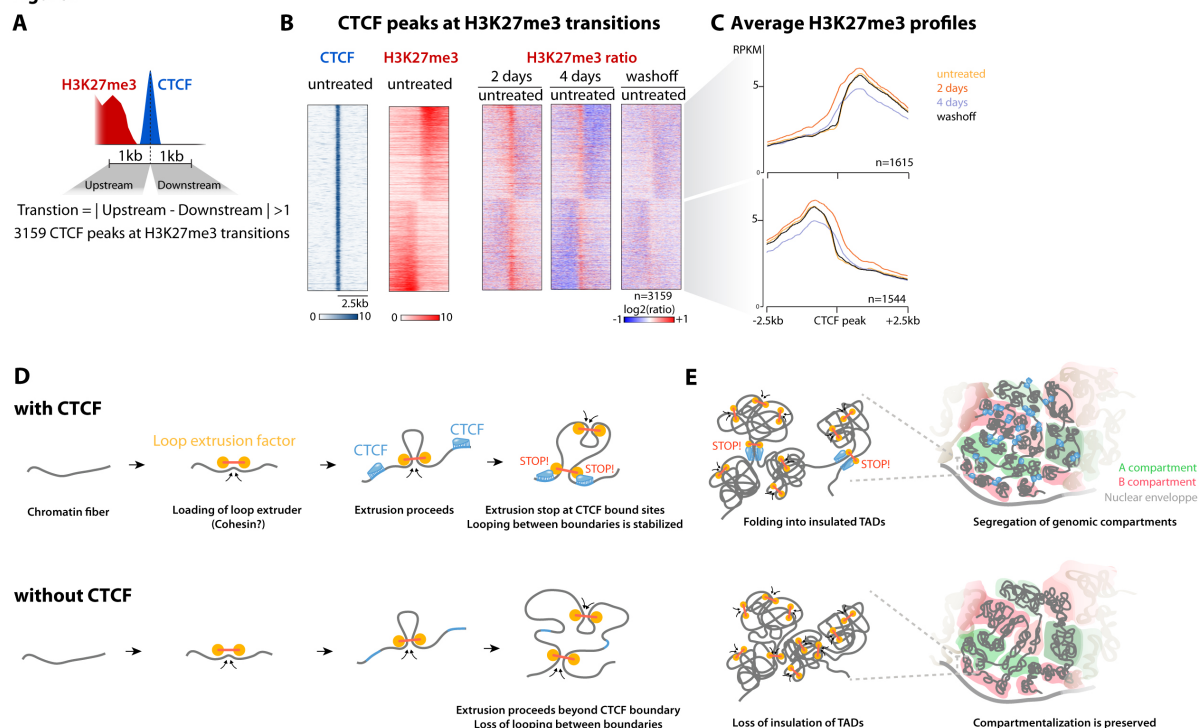 A
H3K27me3
CTCF
1kb
1kb
Upstream
Downstream
Transtion = | Upstream - Downstream | >1
3159 CTCF peaks at H3K27me3 transitions
B
CTCF peaks at H3K27me3 transitions
CTCF
H3K27me3
H3K27me3 ratio
untreated
untreated
2 days
4 days
washoff
untreated
untreated
untreated
2.5kb
0
10
0
10
n=3159
log2(ratio)
-1
+1
C Average H3K27me3 profiles
RPKM
5
0
n=1615
untreated
2 days
4 days
washoff
5
0
n=1544
-2.5kb
CTCF peak
+2.5kb
D
with CTCF
Loop extrusion factor
CTCF
CTCF
STOP!
STOP!
Chromatin fiber
Loading of loop extruder
(Cohesin?)
Extrusion proceeds
Extrusion stop at CTCF bound sites
Looping between boundaries is stabilized
without CTCF
Extrusion proceeds beyond CTCF boundary
Loss of looping between boundaries
E
STOP!
STOP!
A compartment
B compartment
Nuclear enveloppe
Folding into insulated TADs
Segregation of genomic compartments
Loss of insulation of TADs
Compartmentalization is preserved